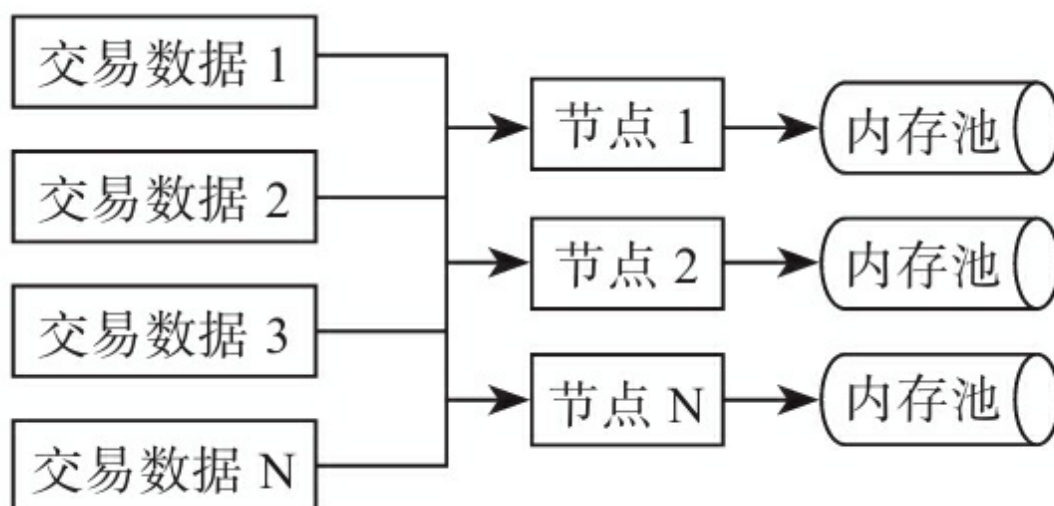 交易数据 1
交易数据 2
交易数据 3
交易数据 N
节点 1
内存池
节点 2
内存池
节点 N
内存池